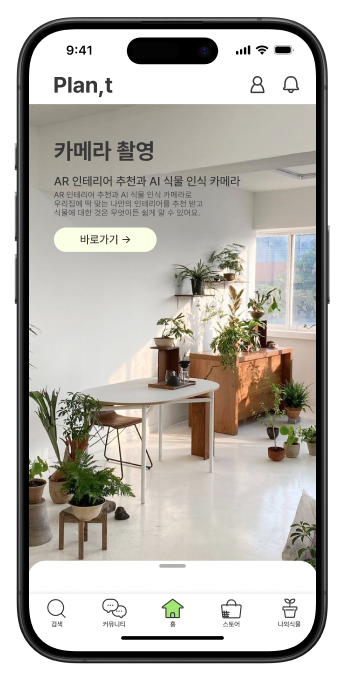 9:41
Plan,t
카메라 촬영
AR 인테리어 추천과 AI 식물 인식 카메라
AR 인테리어 추천과 AI 식물 인식 카메라로
우리집에 딱 맞는 나만의 인테리어를 추천 받고
식물에 대한 것은 무엇이든 쉽게 알 수 있어요.
바로가기 →
검색
커뮤니티
홈
스토어
나의식물